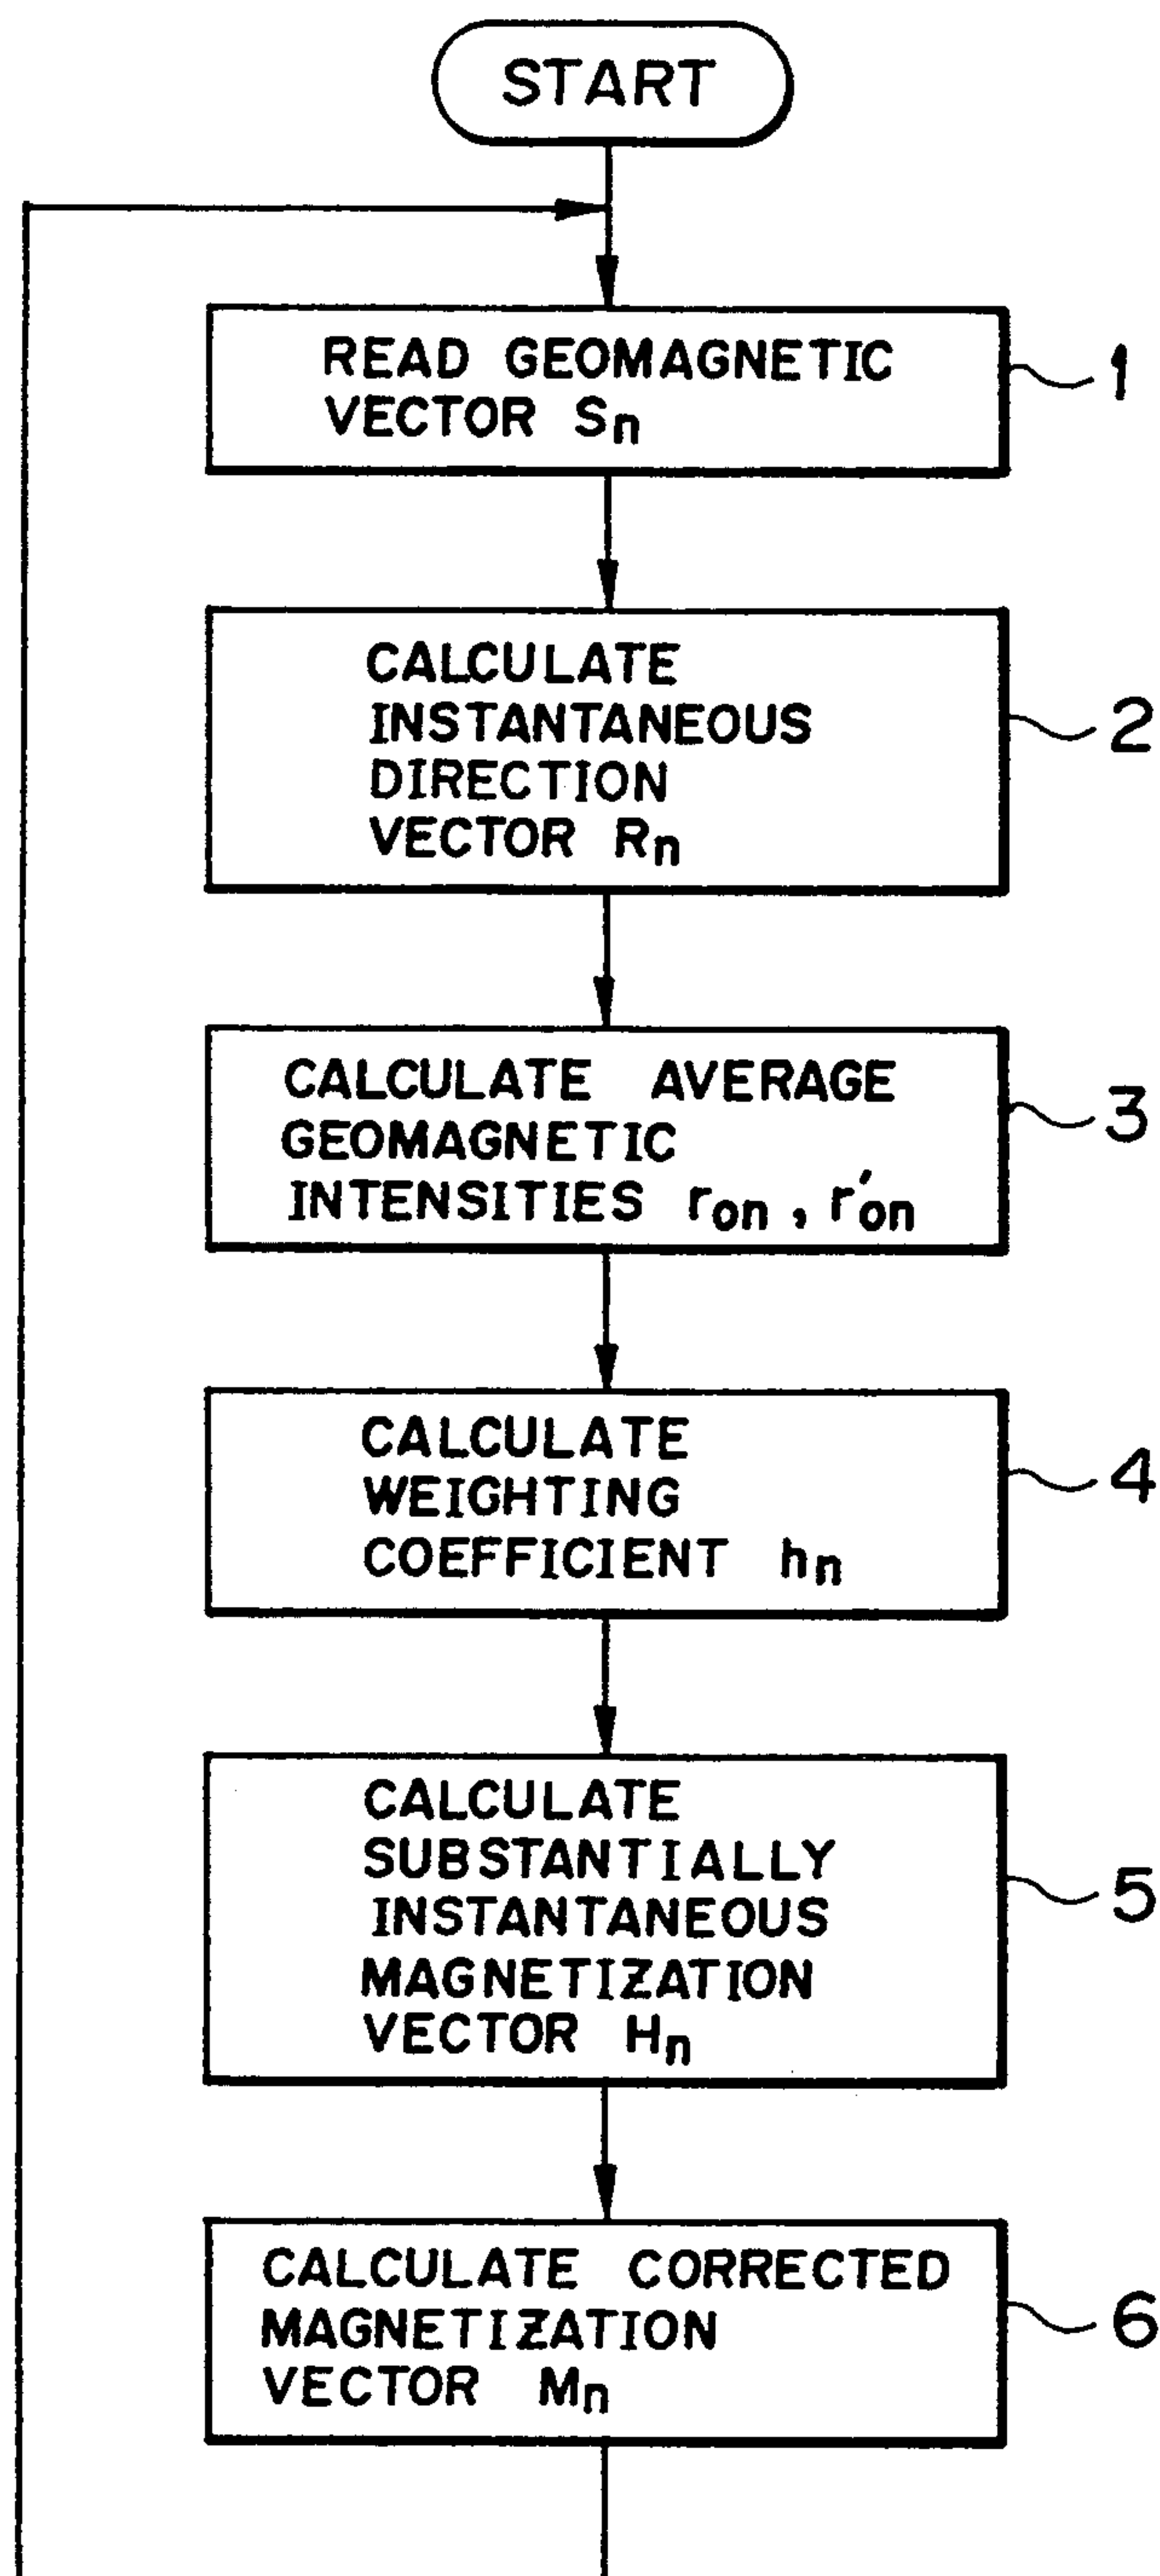 START
READ GEOMAGNETIC
VECTOR Sn
1
CALCULATE
INSTANTANEOUS
DIRECTION
VECTOR Rn
2
CALCULATE AVERAGE
GEOMAGNETIC
INTENSITIES ron, r'on
3
CALCULATE
WEIGHTING
COEFFICIENT hn
4
CALCULATE
SUBSTANTIALLY
INSTANTANEOUS
MAGNETIZATION
VECTOR Hn
5
CALCULATE CORRECTED
MAGNETIZATION
VECTOR Mn
6